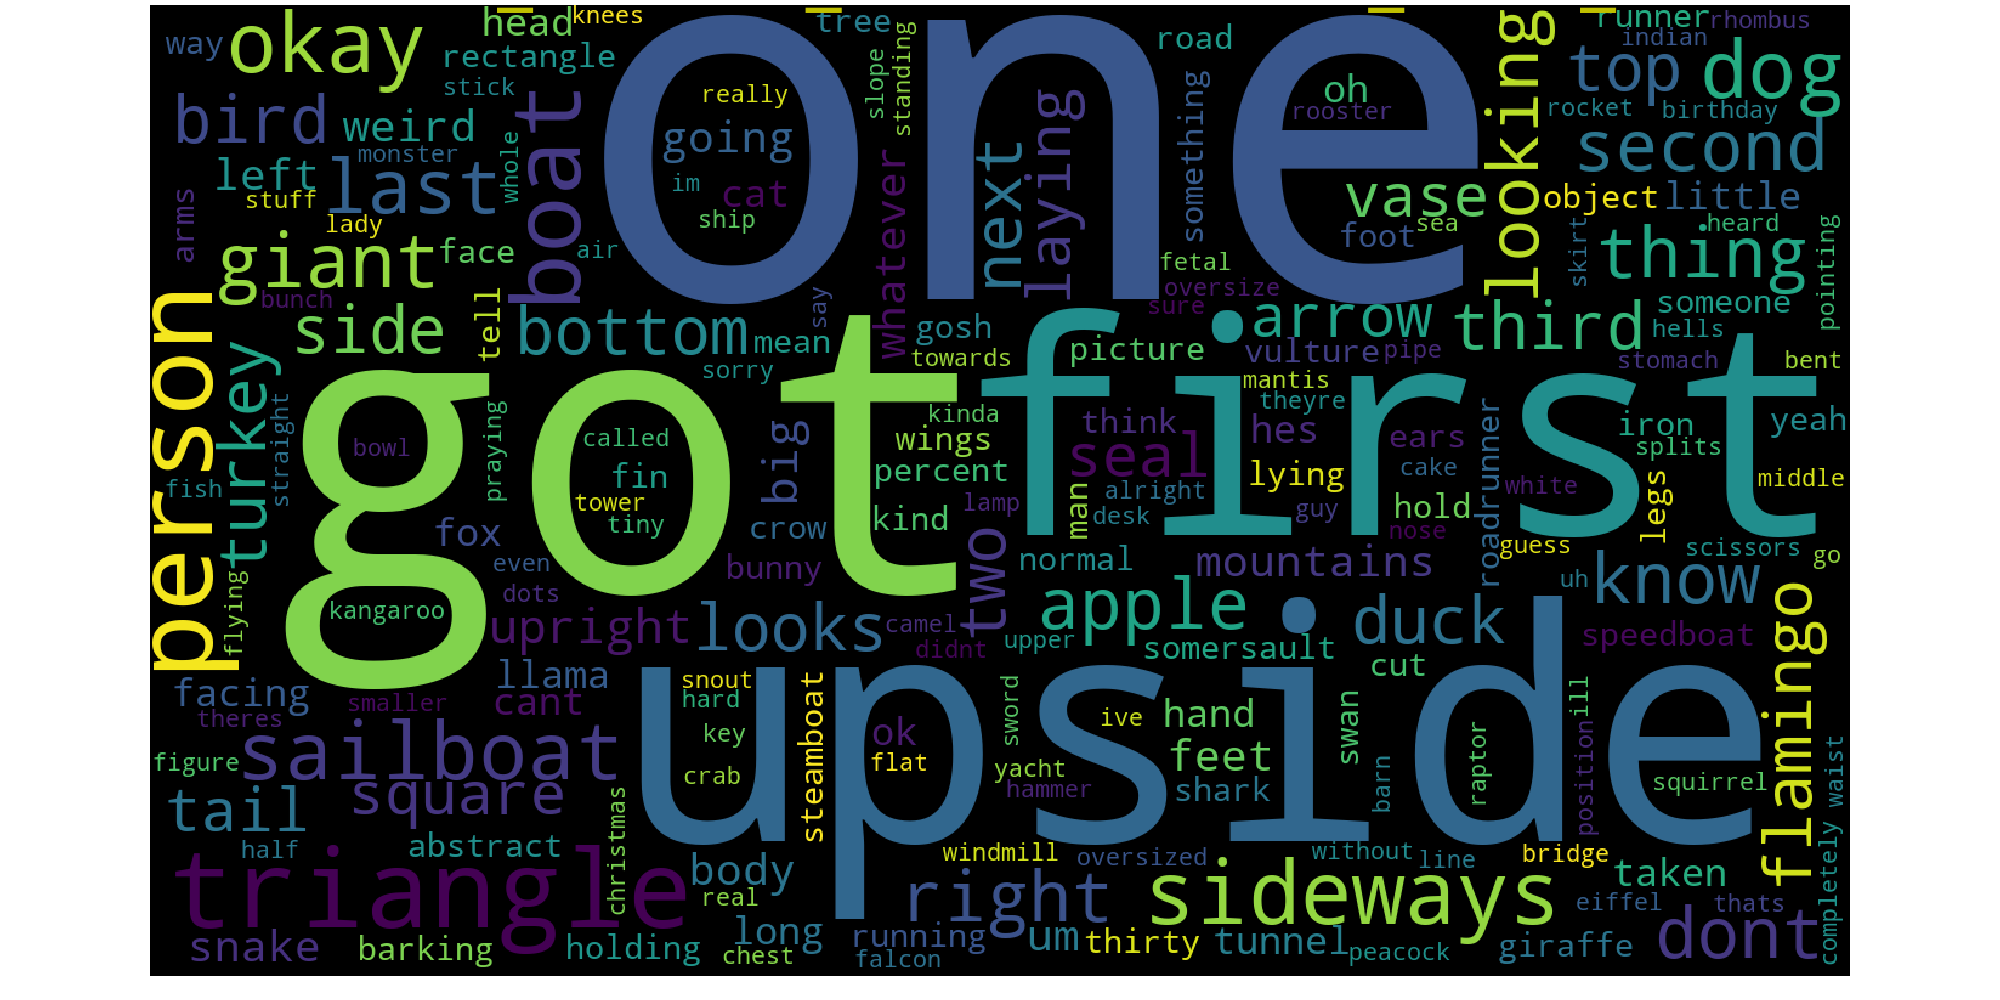 way
okay
head
knees
rectangle
stick
one
tree
road
runner
rhombus
indian
top
dog
bird
weird
left
last
monster
whole
boat
really
going
im
cat
ship
slope
standing
whatever
next
laying
something
oh
rooster
looking
rocket
birthday
second
vase
object
little
foot
sea
skirt
thing
heard
pointing
arms
stuff
lady
giant
face
air
bunch
tell
say
fetal
oversize
sure
someone
person
side
bottom
mean
gosh
towards
picture
arrow
third
hells
vulture
pipe
stomach
bent
turkey
sorry
mantis
theyre
got
first
straight
praying
bowl
called
fin
tower
tiny
big
kinda
wings
percent
think
seal
hes
lying
ears
cake
roadrunner
iron
splits
yeah
white
middle
fish
fox
crow
kind
lamp
man
alright
desk
guy
hold
nose
legs
even
bunny
two
normal
mountains
guess
scissors
uh
go
flying
kangaroo
dots
upright
looks
camel
didnt
upper
apple
somersault
duck
know
speedboat
cut
flamingo
facing
theres
smaller
llama
cant
snout
hard
steamboat
upside
sword
ive
hand
swan
ill
position
figure
sailboat
square
key
crab
ok
flat
yacht
hammer
feet
shark
barn
raptor
squirrel
waist
tail
half
abstract
christmas
body
real
windmill
oversized
without
line
bridge
taken
triangle
right
sideways
eiffel
thats
completely
snake
barking
holding
long
chest
running
falcon
um
thirty
tunnel
peacock
giraffe
dont